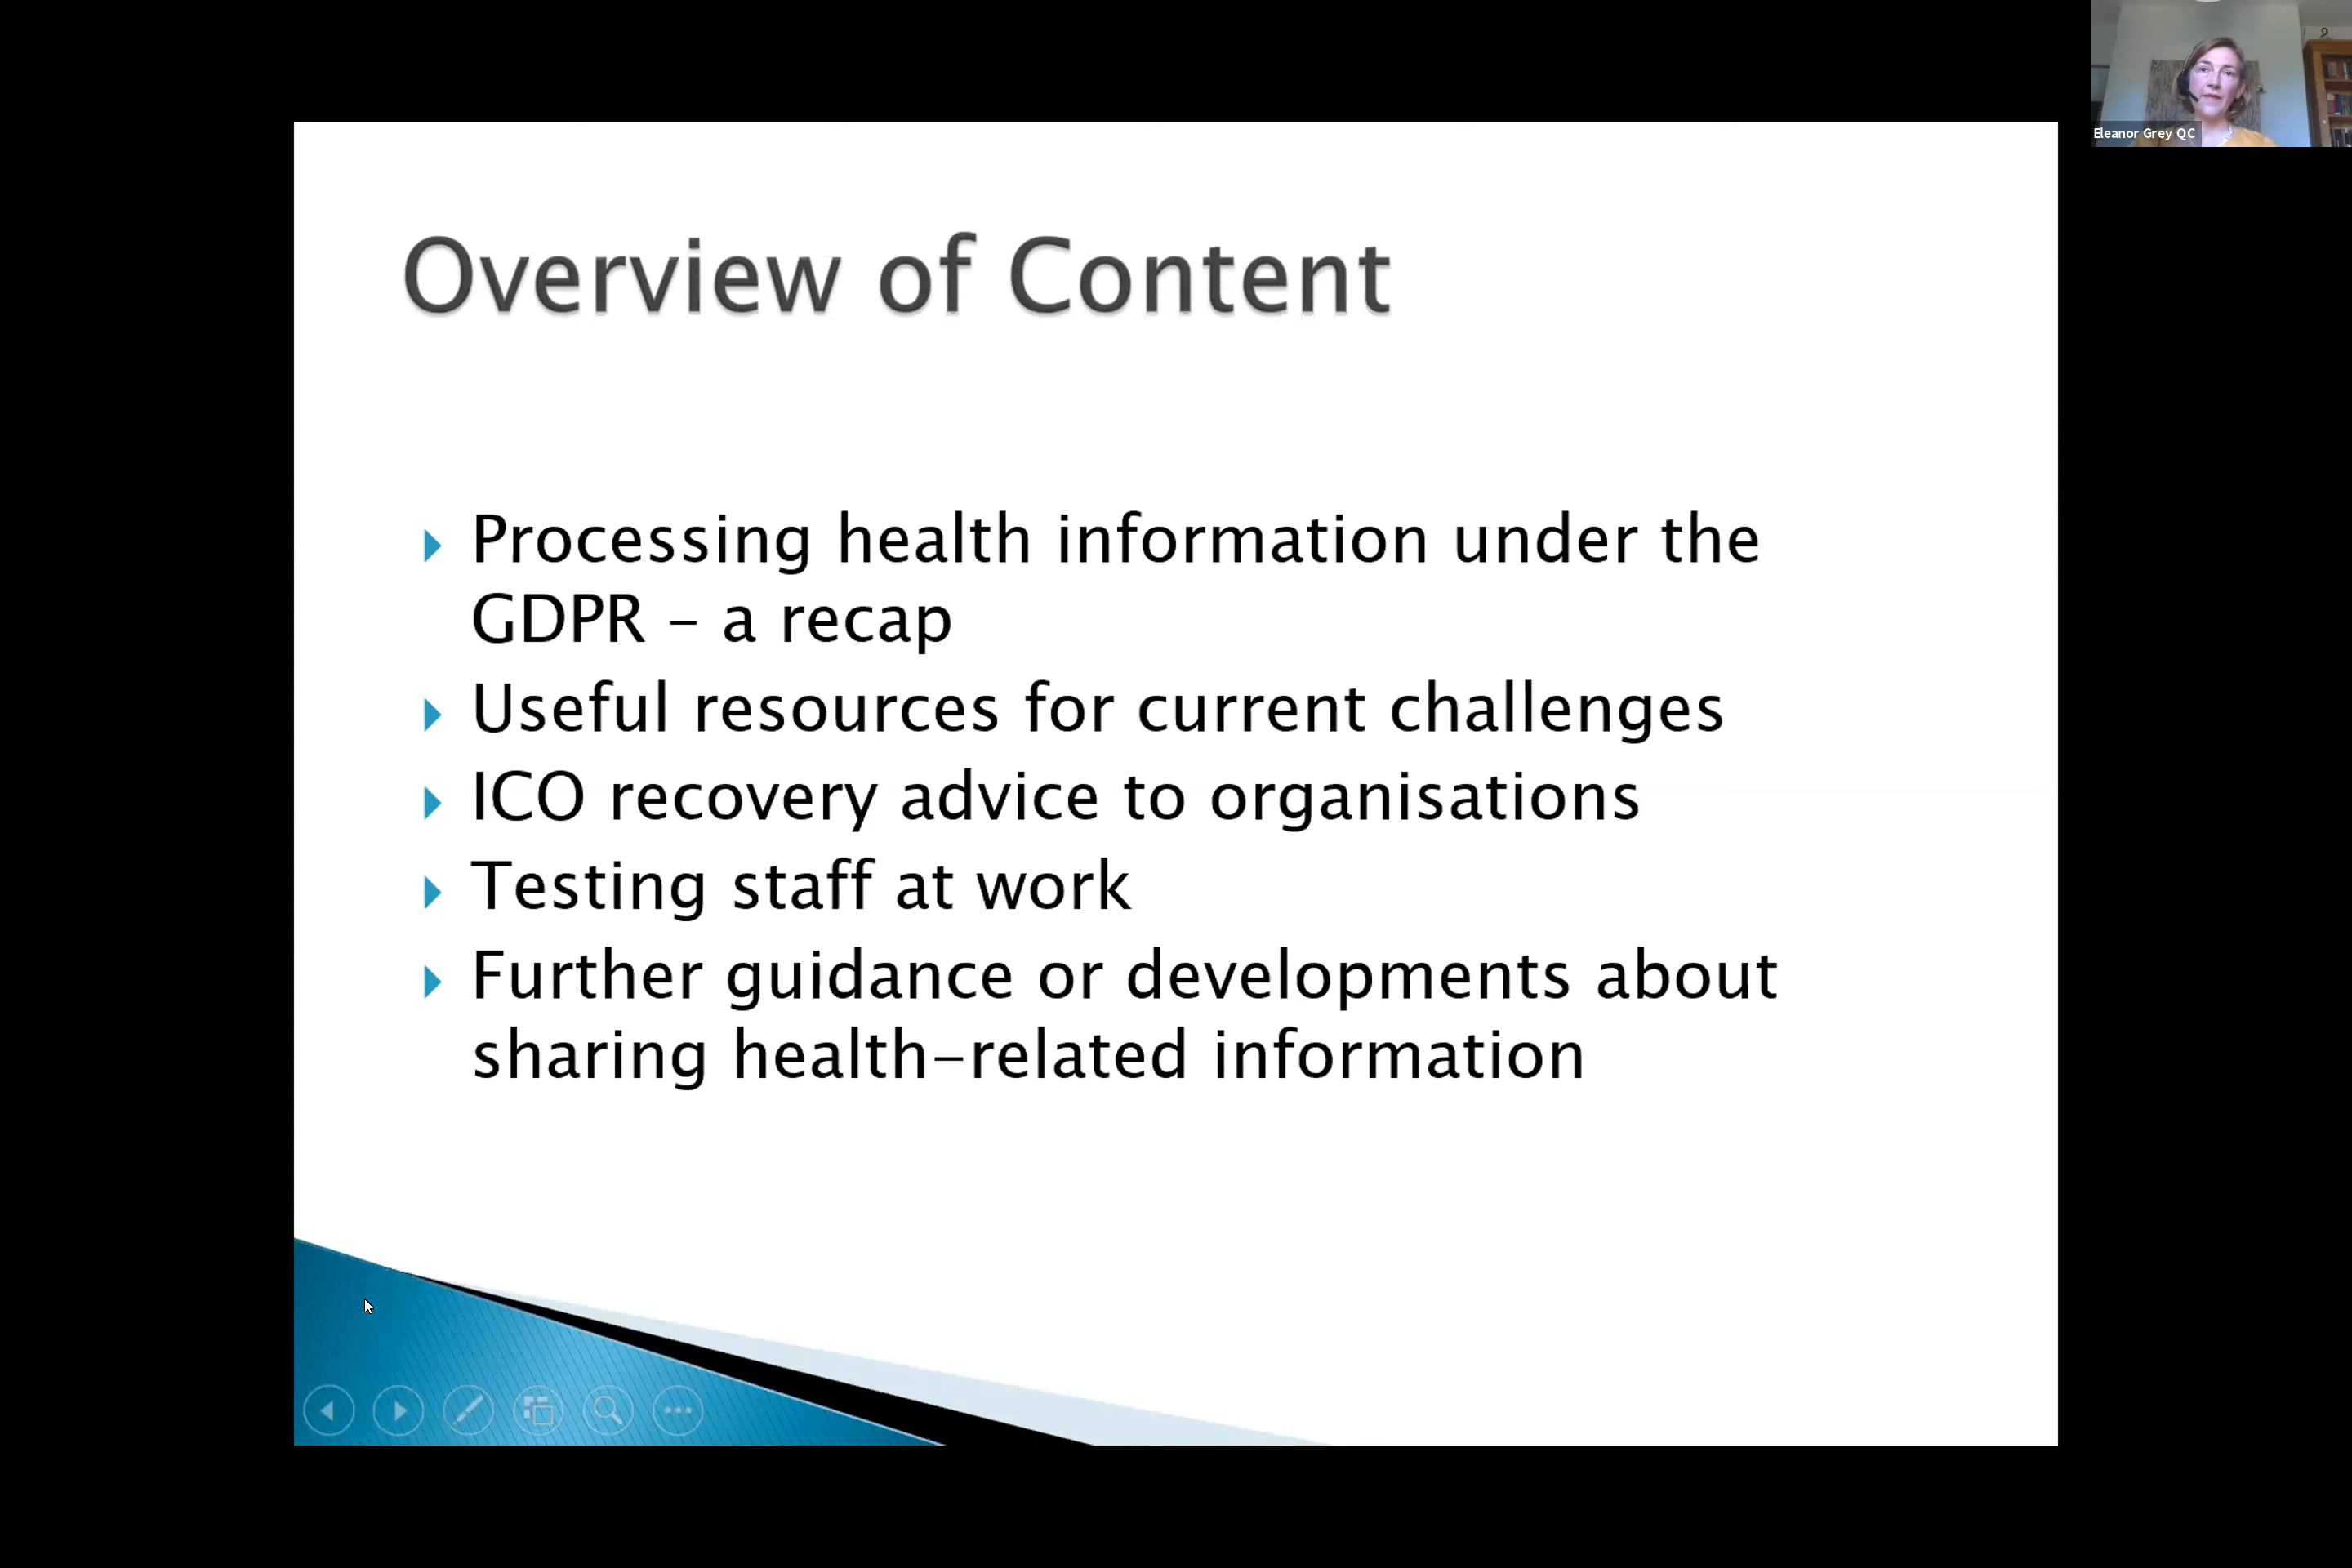 Eleanor Grey QC
Overview of Content
Processing health information under the
GDPR – a recap
Useful resources for current challenges
ICO recovery advice to organisations
Testing staff at work
Further guidance or developments about
sharing health-related information